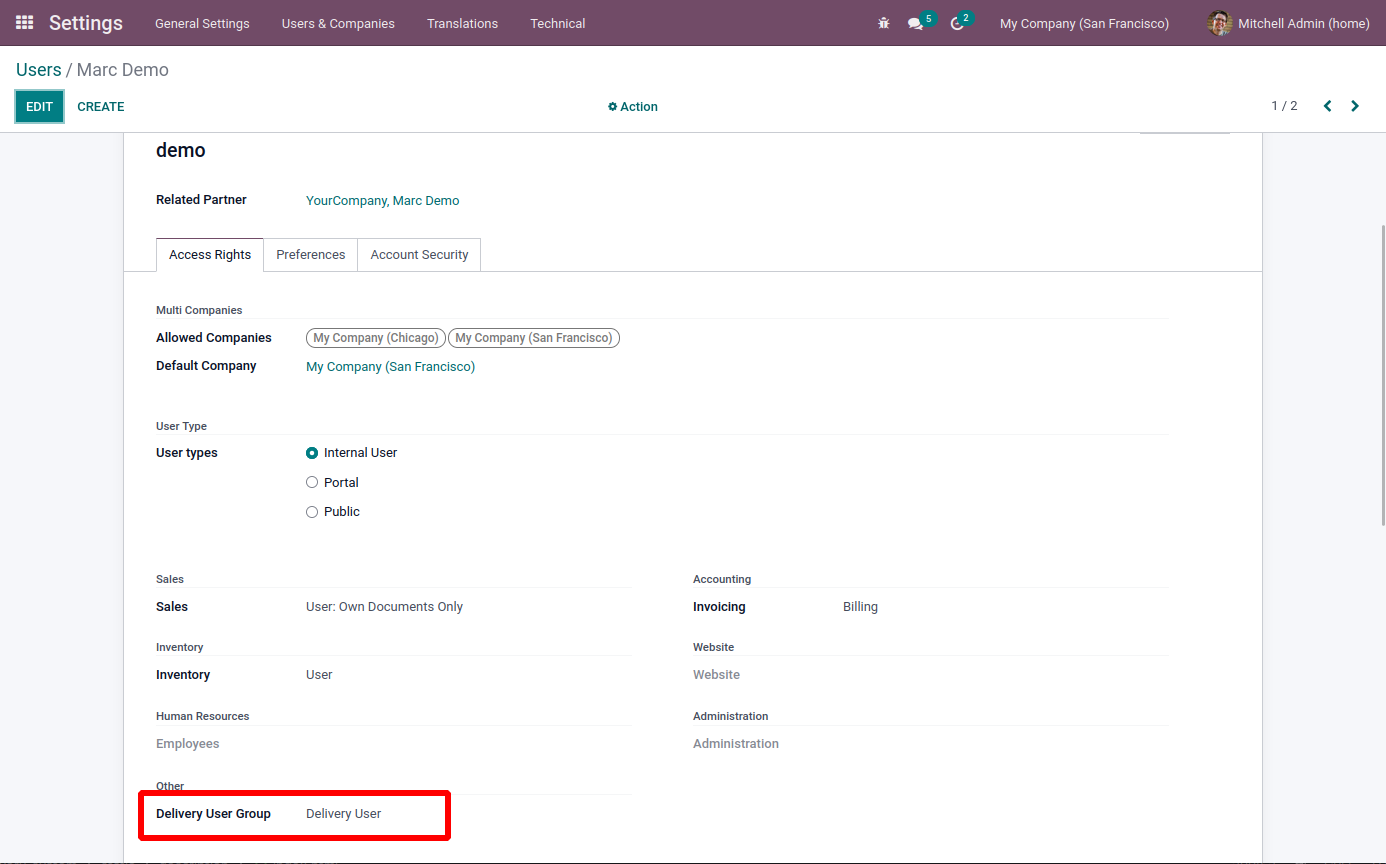 Settings General Settings Users & Companies Translations Technical 5 2 My Company (San Francisco) Mitchell Admin (home)
Users / Marc Demo
EDIT CREATE Action 1 / 2
demo
Related Partner YourCompany, Marc Demo
Access Rights Preferences Account Security
Multi Companies
Allowed Companies My Company (Chicago) My Company (San Francisco)
Default Company My Company (San Francisco)
User Type
User types Internal User
Portal
Public
Sales Accounting
Sales User: Own Documents Only Invoicing Billing
Inventory Website
Inventory User Website
Human Resources Administration
Employees Administration
Other
Delivery User Group Delivery User